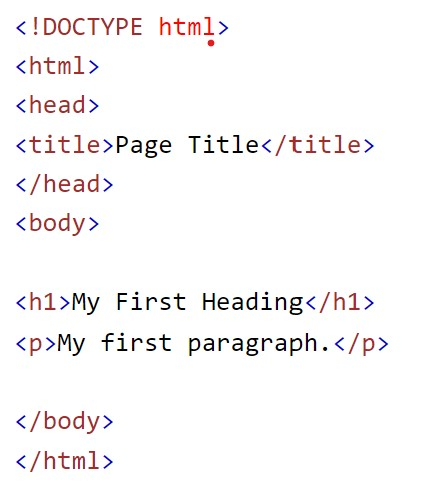 <!DOCTYPE html>
<html>
<head>
<title>Page Title</title>
</head>
<body>
<h1>My First Heading</h1>
<p>My first paragraph.</p>
</body>
</html>